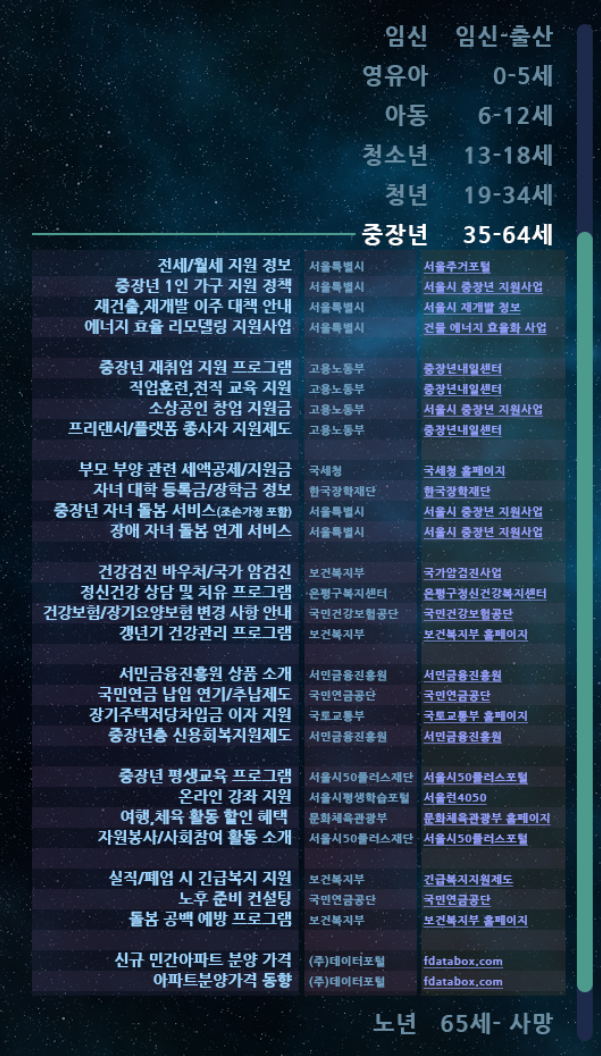 임신 임신~출산
영유아 0-5세
아동 6-12세
청소년 13-18세
청년 19-34세
중장년 35-64세
전세/월세 지원 정보 서울특별시 서울주거포털
중장년 1인 가구 지원 정책 서울특별시 서울시 중장년 지원사업
재건출,재개발 이주 대책 안내 서울특별시 서울시 재개발 정보
에너지 효율 리모델링 지원사업 서울특별시 건물 에너지 효율화 사업
중장년 재취업 지원 프로그램 고용노동부 중장년내일센터
직업훈련,전직 교육 지원 고용노동부 중장년내일센터
소상공인 창업 지원금 고용노동부 서울시 중장년 지원사업
프리랜서/플랫폼 종사자 지원제도 고용노동부 중장년내일센터
부모 부양 관련 세액공제/지원금 국세청 국세청 홈페이지
자녀 대학 등록금/장학금 정보 한국장학재단 한국장학재단
중장년 자녀 돌봄 서비스(조손가정 포함) 서울특별시 서울시 중장년 지원사업
장애 자녀 돌봄 연계 서비스 서울특별시 서울시 중장년 지원사업
건강검진 바우처/국가 암검진 보건복지부 국가암검진사업
정신건강 상담 및 치유 프로그램 은평구복지센터 은평구정신건강복지센터
건강보험/장기요양보험 변경 사항 안내 국민건강보험공단 국민건강보험공단
갱년기 건강관리 프로그램 보건복지부 보건복지부 홈페이지
서민금융진흥원 상품 소개 서민금융진흥원 서민금융진흥원
국민연금 납입 연기/추납제도 국민연금공단 국민연금공단
장기주택저당차입금 이자 지원 국토교통부 국토교통부 홈페이지
중장년층 신용회복지원제도 서민금융진흥원 서민금융진흥원
중장년 평생교육 프로그램 서울시50플러스재단 서울시50플러스포털
온라인 강좌 지원 서울시평생학습포털 서울런4050
여행,체육 활동 할인 혜택 문화체육관광부 문화체육관광부 홈페이지
자원봉사/사회참여 활동 소개 서울시50플러스재단 서울시50플러스포털
실직/폐업 시 긴급복지 지원 보건복지부 긴급복지지원제도
노후 준비 컨설팅 국민연금공단 국민연금공단
돌봄 공백 예방 프로그램 보건복지부 보건복지부 홈페이지
신규 민간아파트 분양 가격 (주)데이터포털 fdatabox.com
아파트분양가격 동향 (주)데이터포털 fdatabox.com
노년 65세- 사망